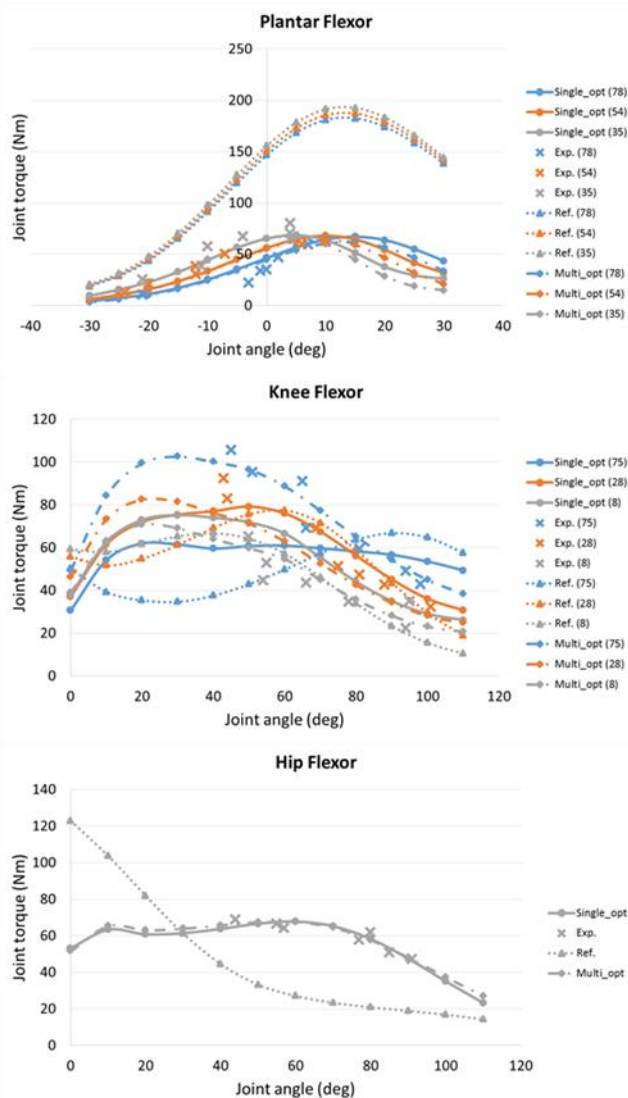 Plantar Flexor
250
200
150
100
50
0
-40 -30 -20 -10 0 10 20 30 40
Joint torque (Nm)
Joint angle (deg)
Single_opt (78)
Single_opt (54)
Single_opt (35)
Exp. (78)
Exp. (54)
Exp. (35)
Ref. (78)
Ref. (54)
Ref. (35)
Multi_opt (78)
Multi_opt (54)
Multi_opt (35)
Knee Flexor
120
100
80
60
40
20
0
0 20 40 60 80 100 120
Joint torque (Nm)
Joint angle (deg)
Single_opt (75)
Single_opt (28)
Single_opt (8)
Exp. (75)
Exp. (28)
Exp. (8)
Ref. (75)
Ref. (28)
Ref. (8)
Multi_opt (75)
Multi_opt (28)
Multi_opt (8)
Hip Flexor
140
120
100
80
60
40
20
0
0 20 40 60 80 100 120
Joint torque (Nm)
Joint angle (deg)
Single_opt
Exp.
Ref.
Multi_opt